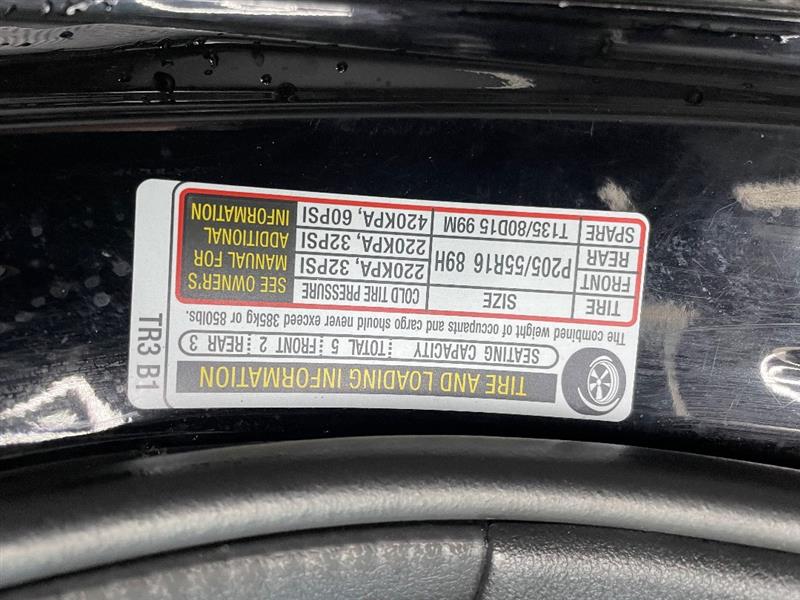 TIRE AND LOADING INFORMATION
SEATING CAPACITY TOTAL 5 FRONT 2 REAR 3
The combined weight of occupants and cargo should never exceed 385kg or 850lbs.
TIRE SIZE COLD TIRE PRESSURE
FRONT P205/55R16 89H 220KPA, 32PSI
REAR 220KPA, 32PSI
SPARE T135/80D15 99M 420KPA, 60PSI
SEE OWNER'S
MANUAL FOR
ADDITIONAL
INFORMATION
TR3 B1